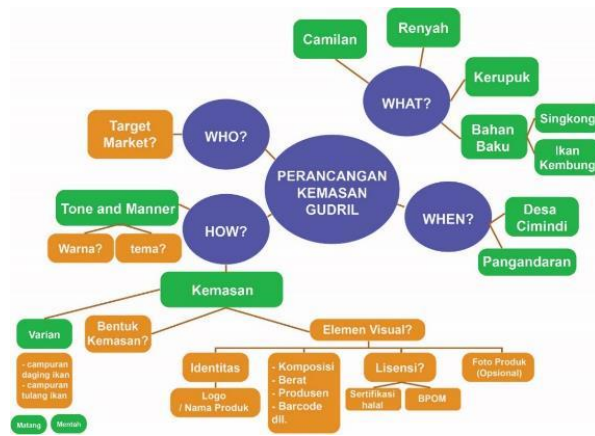 Camilan
Renyah
WHAT?
Kerupuk
Bahan
Baku
Singkong
Ikan
Kembung
Target
Market?
WHO?
PERANCANGAN
KEMASAN
GUDRIL
WHEN?
Desa
Cimindi
Pangandaran
Tone and Manner
HOW?
Warna?
tema?
Kemasan
Varian
- campuran
daging ikan
- campuran
tulang ikan
Matang
Mentah
Bentuk
Kemasan?
Elemen Visual?
Identitas
Logo
/ Nama Produk
- Komposisi
- Berat
- Produsen
- Barcode
dll.
Lisensi?
Sertifikasi
halal
BPOM
Foto Produk
(Opsional)